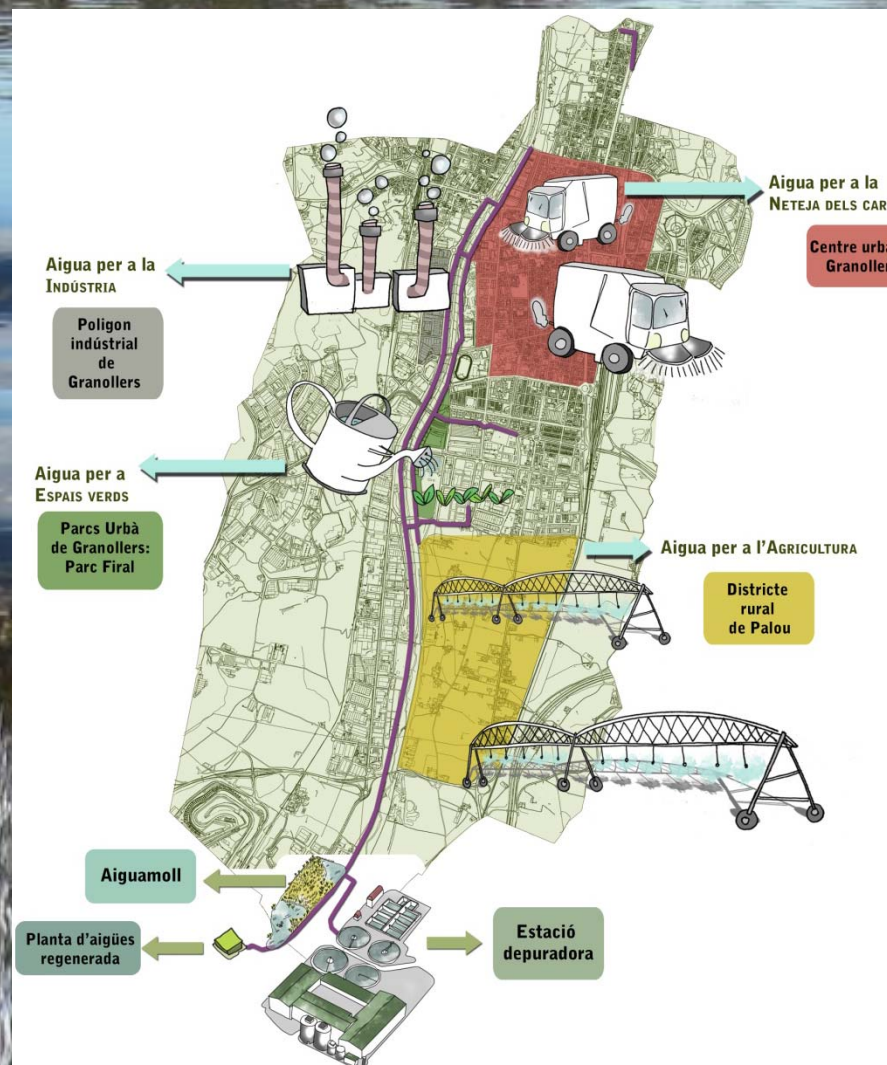 Aigua per a la
NETEJA DELS CAR
Centre urb
Granoller
Aigua per a la
INDÚSTRIA
Poligon
indústrial
de
Granollers
Aigua per a
ESPAIS VERDS
Parcs Urbà
de Granollers:
Parc Firal
Aigua per a l'AGRICULTURA
Districte
rural
de Palou
Aiguamoll
Planta d'aigües
regenerada
Estació
depuradora